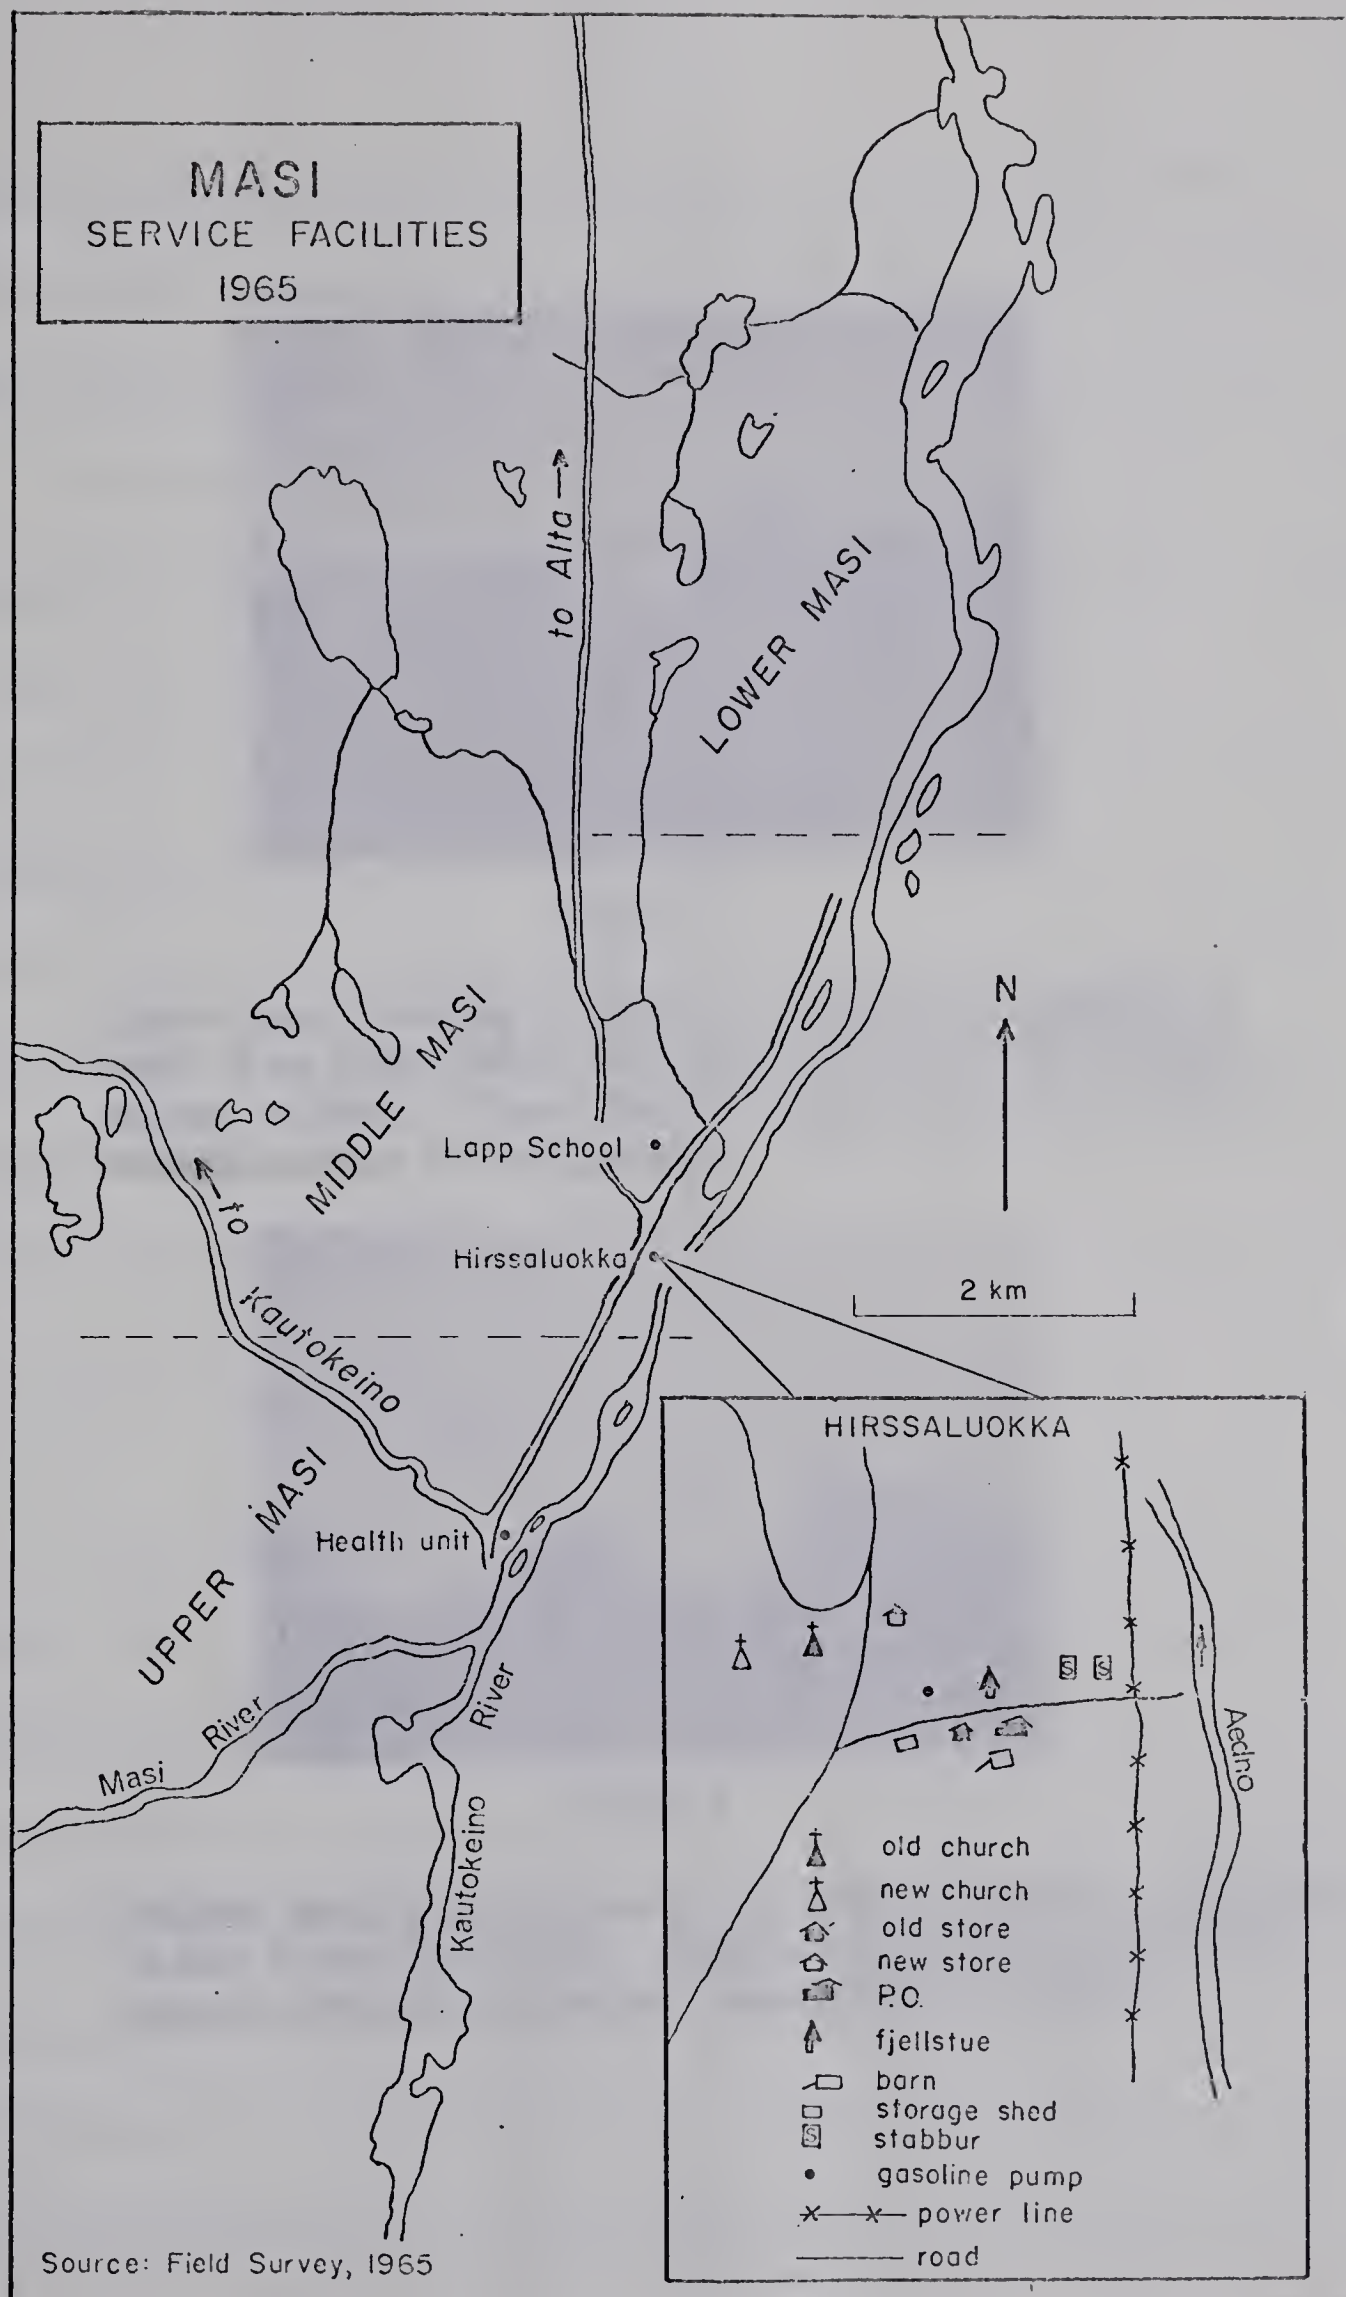 MASI
SERVICE FACILITIES
1965
to Alta
LOWER MASI
MIDDLE MASI
N
Lapp School
to
Kautokeino
Hirssaluokka
2 km
UPPER MASI
Health unit
Masi River
Kautokeino River
HIRSSALUOKKA
S S
Aedno
old church
new church
old store
new store
P.O.
fjellstue
barn
storage shed
S stabbur
gasoline pump
power line
road
Source: Field Survey, 1965